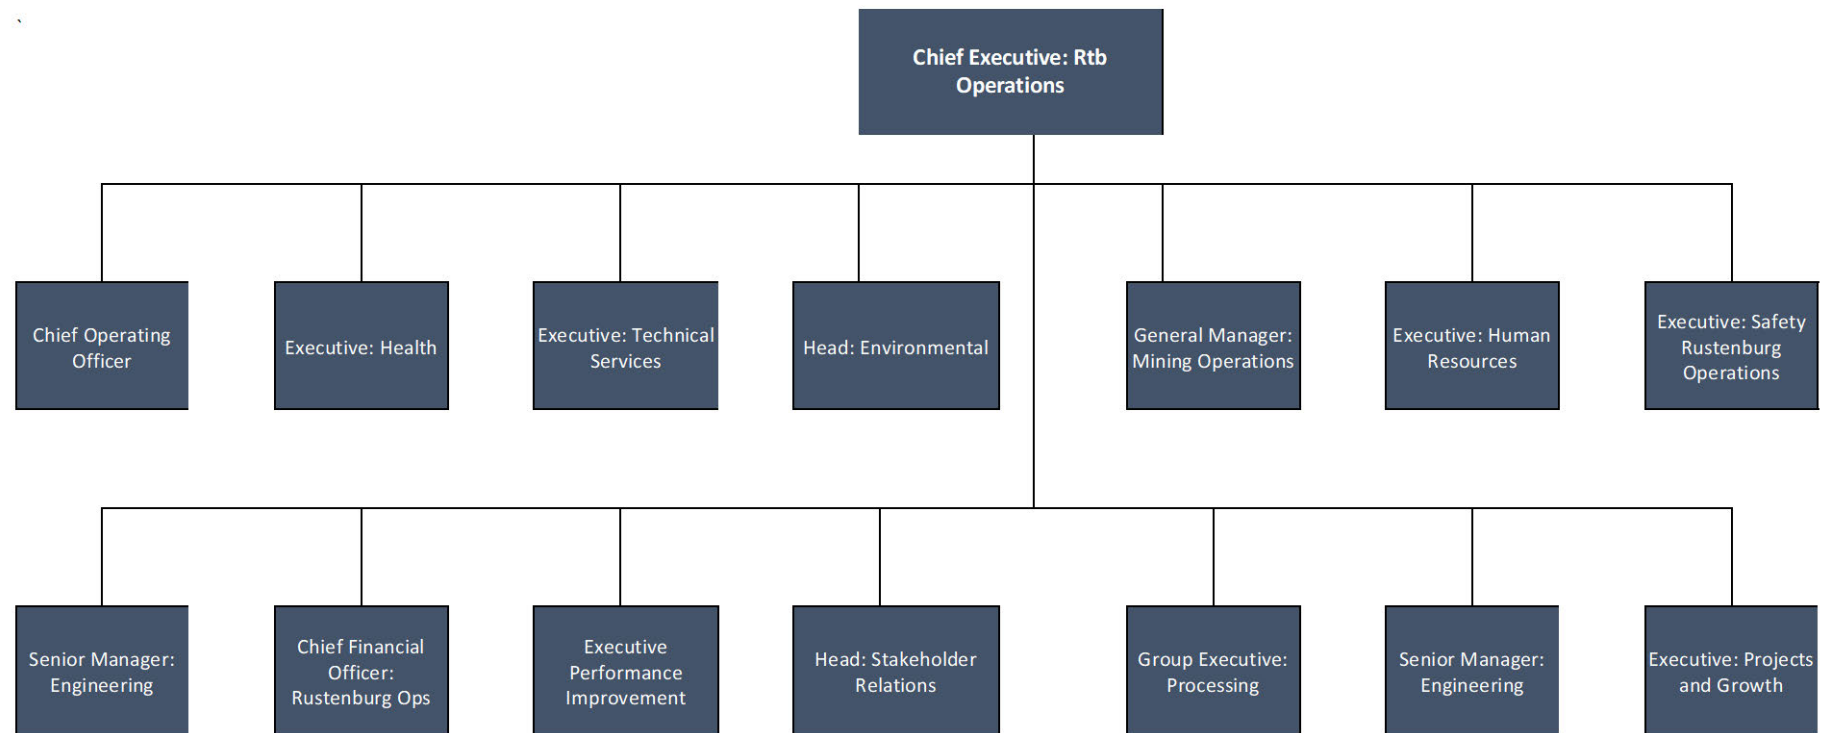 `
Chief Executive: Rtb
Operations
Chief Operating
Officer
Executive: Health
Executive: Technical
Services
Head: Environmental
General Manager:
Mining Operations
Executive: Human
Resources
Executive: Safety
Rustenburg
Operations
Senior Manager:
Engineering
Chief Financial
Officer:
Rustenburg Ops
Executive
Performance
Improvement
Head: Stakeholder
Relations
Group Executive:
Processing
Senior Manager:
Engineering
Executive: Projects
and Growth